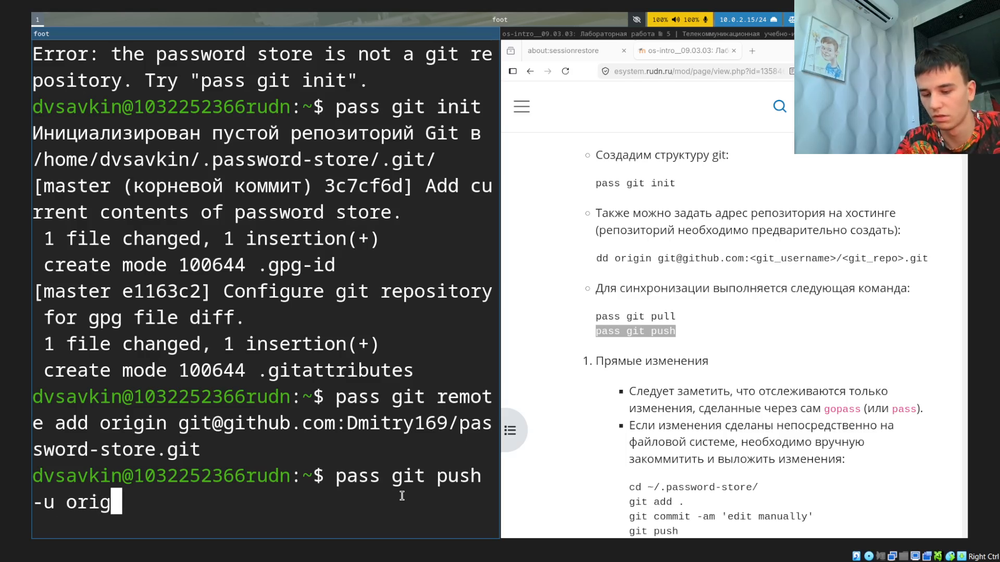 1
foot
100% 100%
10.0.2.15/24
foot
Error: the password store is not a git re
pository. Try "pass git init".
dvsavkin@1032252366rudn:~$ pass git init
Инициализирован пустой репозиторий Git в
/home/dvsavkin/.password-store/.git/
[master (корневой коммит) 3c7cf6d] Add cu
rrent contents of password store.
1 file changed, 1 insertion(+)
create mode 100644 .gpg-id
[master e1163c2] Configure git repository
for gpg file diff.
1 file changed, 1 insertion(+)
create mode 100644 .gitattributes
dvsavkin@1032252366rudn:~$ pass git remot
e add origin git@github.com:Dmitry169/pas
sword-store.git
dvsavkin@1032252366rudn:~$ pass git push
-u orig
os-intro__09.03.03: Лабораторная работа № 5 | Телекоммуникационная учебно-и
about:sessionrestore
os-intro__09.03.03: Лаб
esystem.rudn.ru/mod/page/view.php?id=13584
Создадим структуру git:
pass git init
Также можно задать адрес репозитория на хостинге
(репозиторий необходимо предварительно создать):
dd origin git@github.com:<git_username>/<git_repo>.git
Для синхронизации выполняется следующая команда:
pass git pull
pass git push
1. Прямые изменения
Следует заметить, что отслеживаются только
изменения, сделанные через сам gopass (или pass).
Если изменения сделаны непосредственно на
файловой системе, необходимо вручную
закоммитить и выложить изменения:
cd ~/.password-store/
git add .
git commit -am 'edit manually'
git push
Right Ctrl